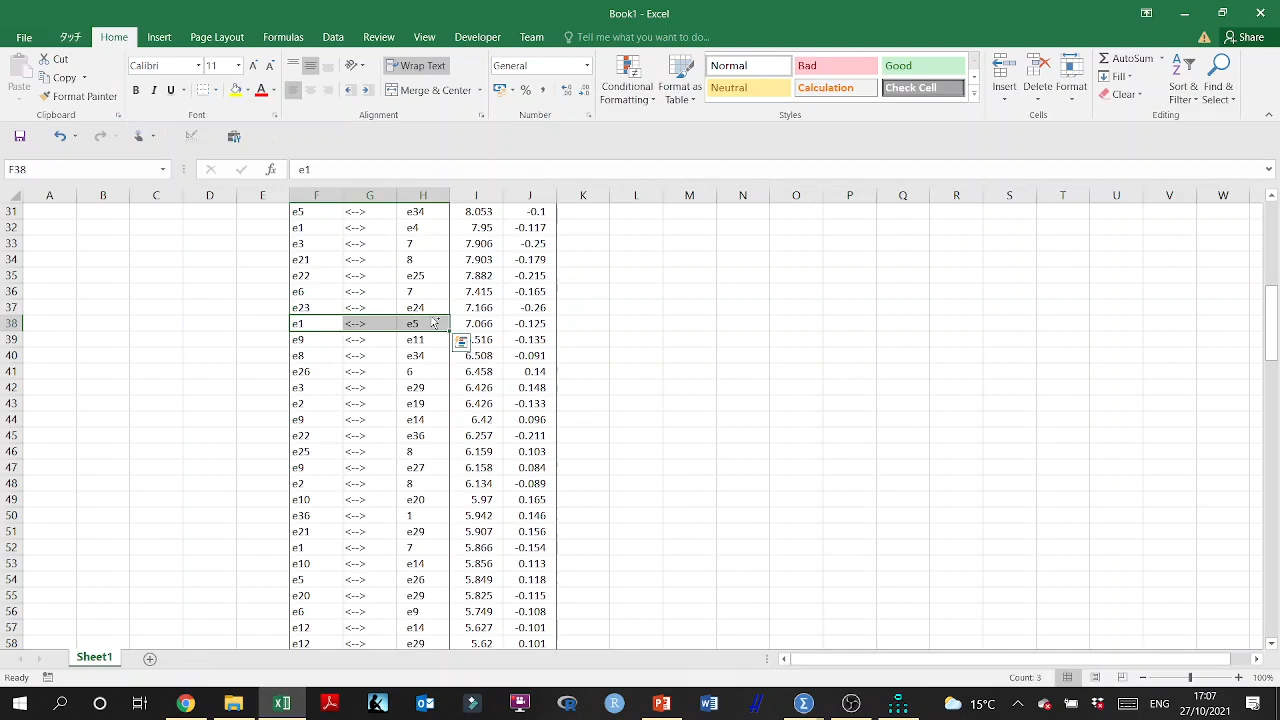 Book1 - Excel
File タッチ Home Insert Page Layout Formulas Data Review View Developer Insert Team Tell me what you want to do... Share
Paste Cut Copy Format Painter
Calibri 11 Wrap Text Merge & Center General
B I U A % ,
Conditional Formatting Format as Table
Normal Bad Good
Neutral Calculation Check Cell
Insert Delete Format
AutoSum Fill Clear
Sort & Filter Find & Select
Clipboard Font Alignment Number Styles Cells Editing
F38 fx e1
A B C D E F G H I J K L M N O P Q R S T U V W
31 e5 <--> e34 8.053 -0.1
32 e1 <--> e4 7.95 -0.117
33 e3 <--> 7 7.906 -0.25
34 e21 <--> 8 7.903 -0.179
35 e22 <--> e25 7.882 -0.215
36 e6 <--> 7 7.415 -0.165
37 e23 <--> e24 7.166 -0.26
38 e1 <--> e5 7.066 -0.125
39 e9 <--> e11 .516 -0.135
40 e8 <--> e34 6.508 -0.091
41 e26 <--> 6 6.458 0.14
42 e3 <--> e29 6.426 0.148
43 e2 <--> e19 6.426 -0.133
44 e9 <--> e14 6.42 0.096
45 e22 <--> e36 6.257 -0.211
46 e25 <--> 8 6.159 0.103
47 e9 <--> e27 6.158 0.084
48 e2 <--> 8 6.134 -0.089
49 e10 <--> e20 5.97 0.165
50 e36 <--> 1 5.942 0.146
51 e21 <--> e29 5.907 0.156
52 e1 <--> 7 5.866 -0.154
53 e10 <--> e14 5.856 0.113
54 e5 <--> e26 5.849 0.118
55 e20 <--> e29 5.825 -0.115
56 e6 <--> e9 5.749 -0.108
57 e12 <--> e14 5.627 -0.101
58 e12 <--> e29 5.62 0.101
Sheet1
Ready Count: 3 100%
15°C ENG 17:07
27/10/2021